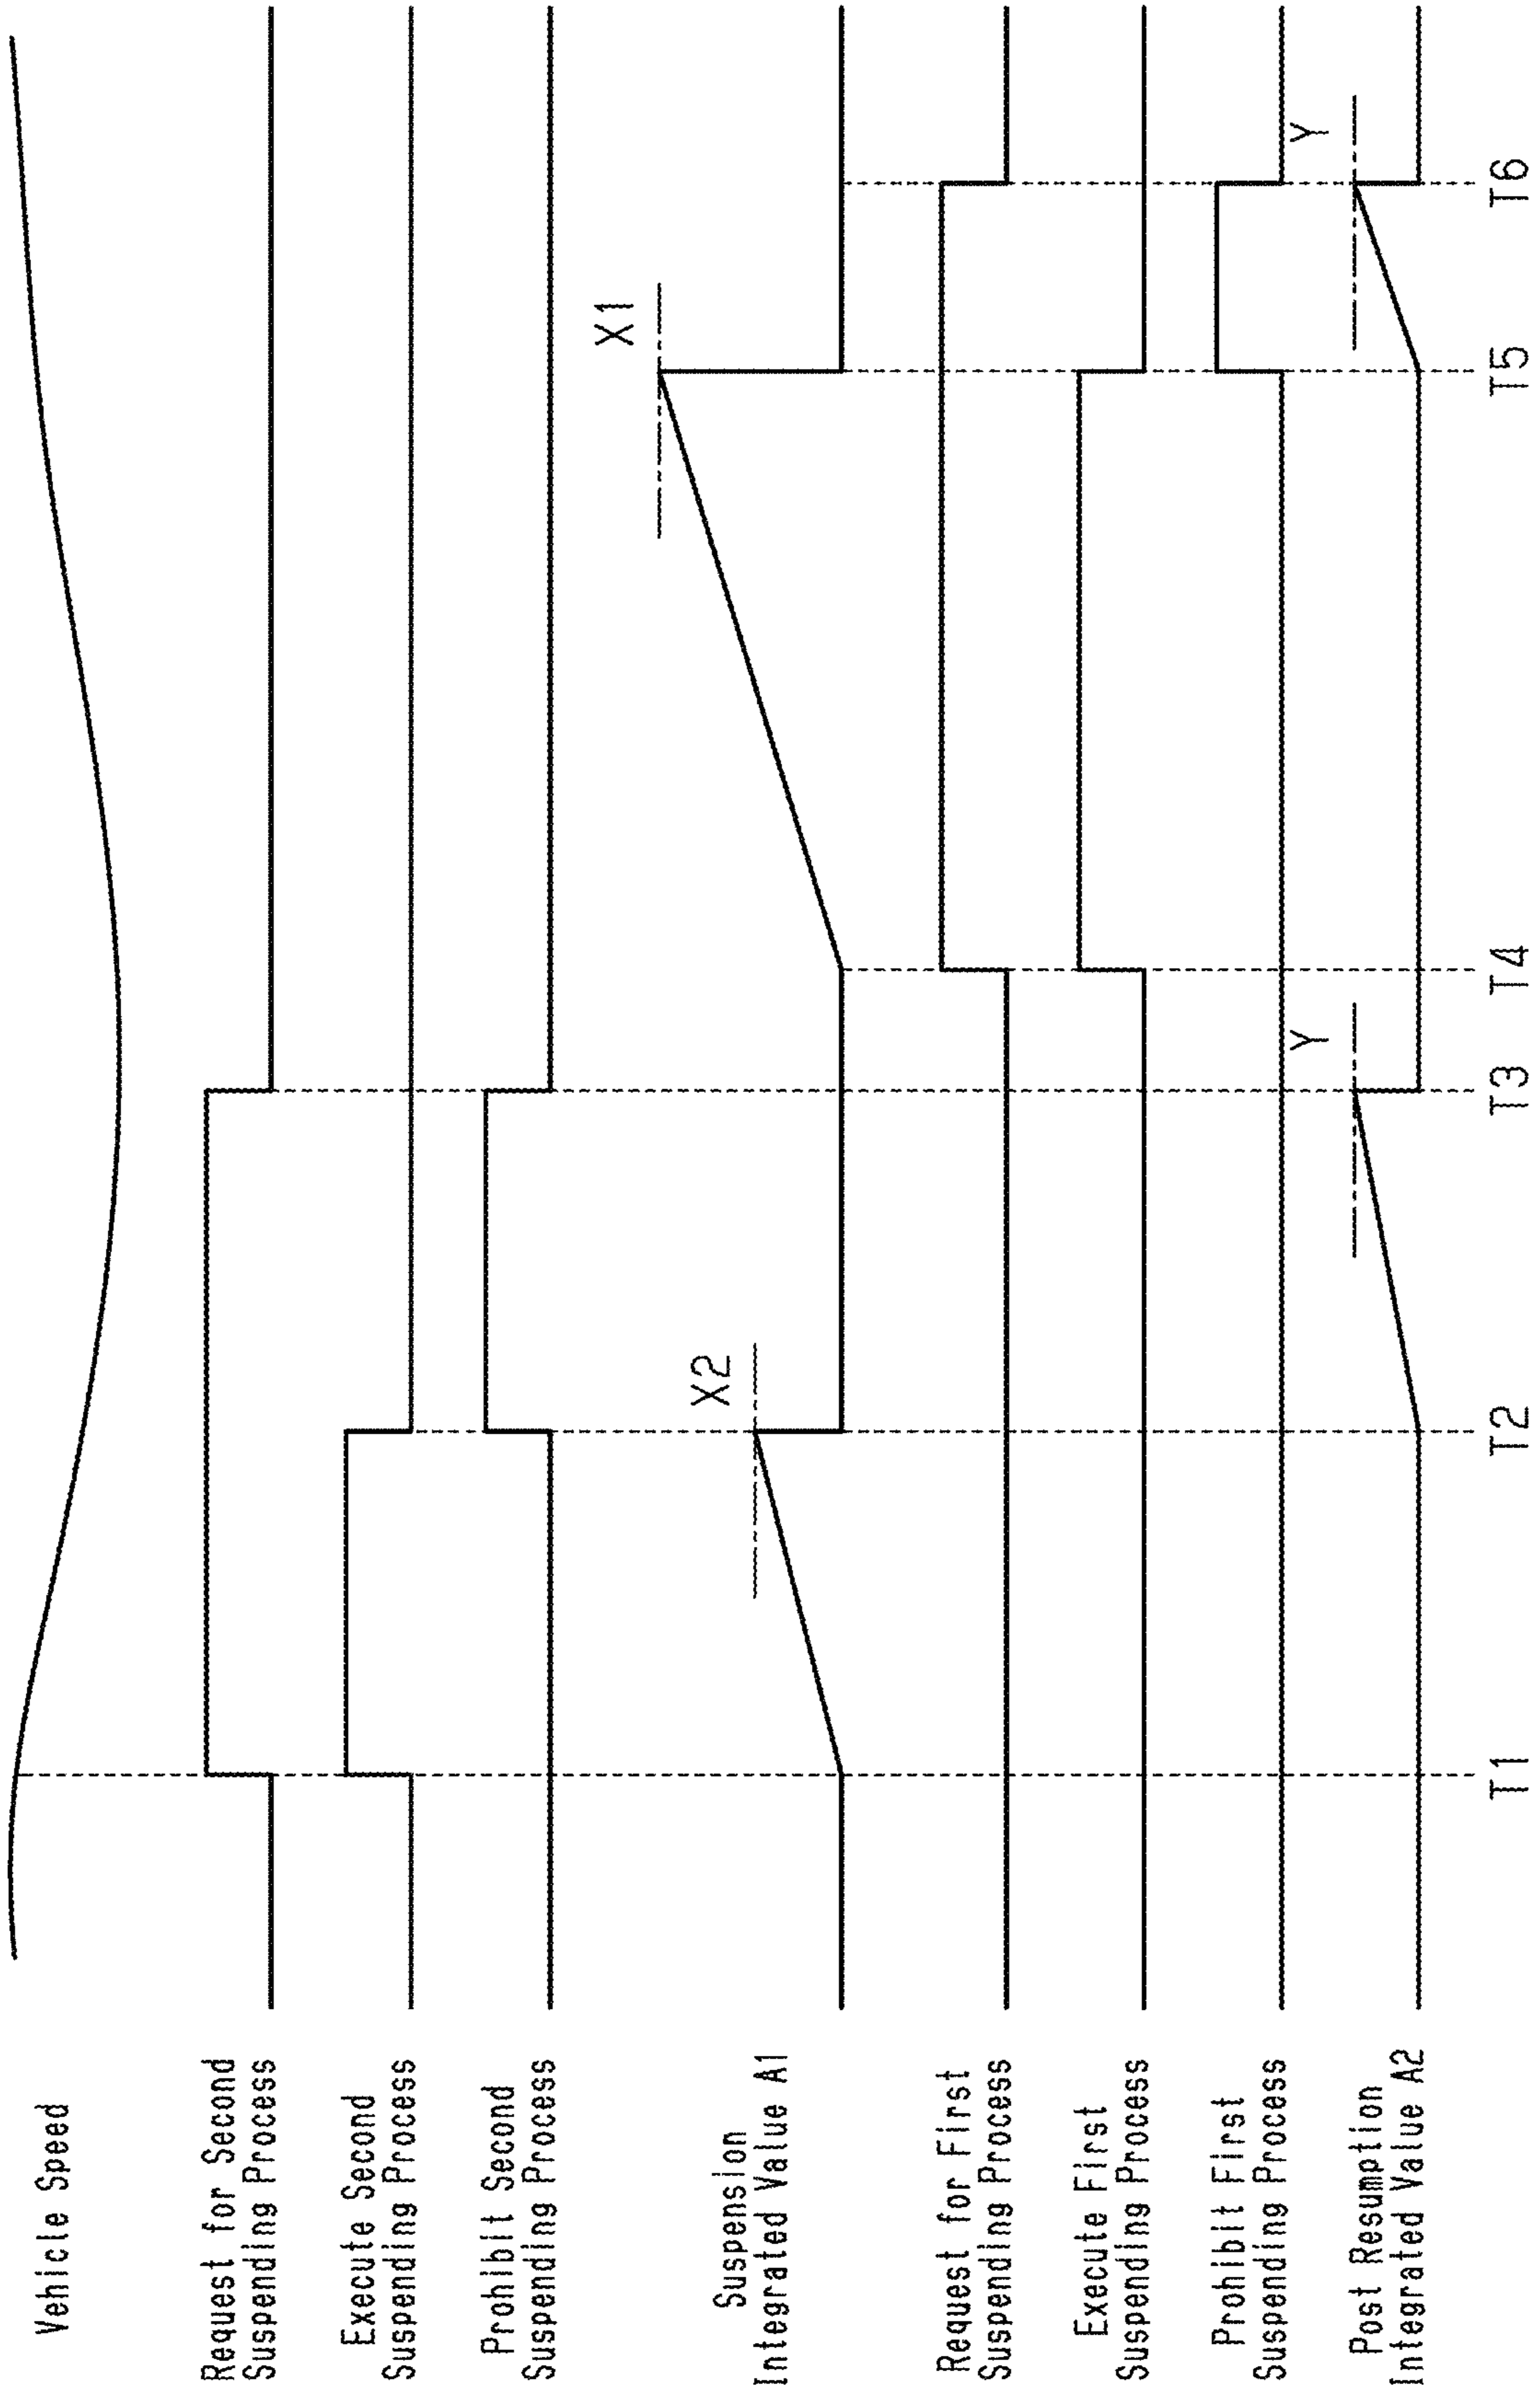 Vehicle Speed
Request for Second
Suspending Process
Execute Second
Suspending Process
Prohibit Second
Suspending Process
X1
X2
Suspension
Integrated Value A1
Request for First
Suspending Process
Execute First
Suspending Process
Prohibit First
Suspending Process
Y
Y
Post Resumption
Integrated Value A2
T1
T2
T3
T4
T5
T6